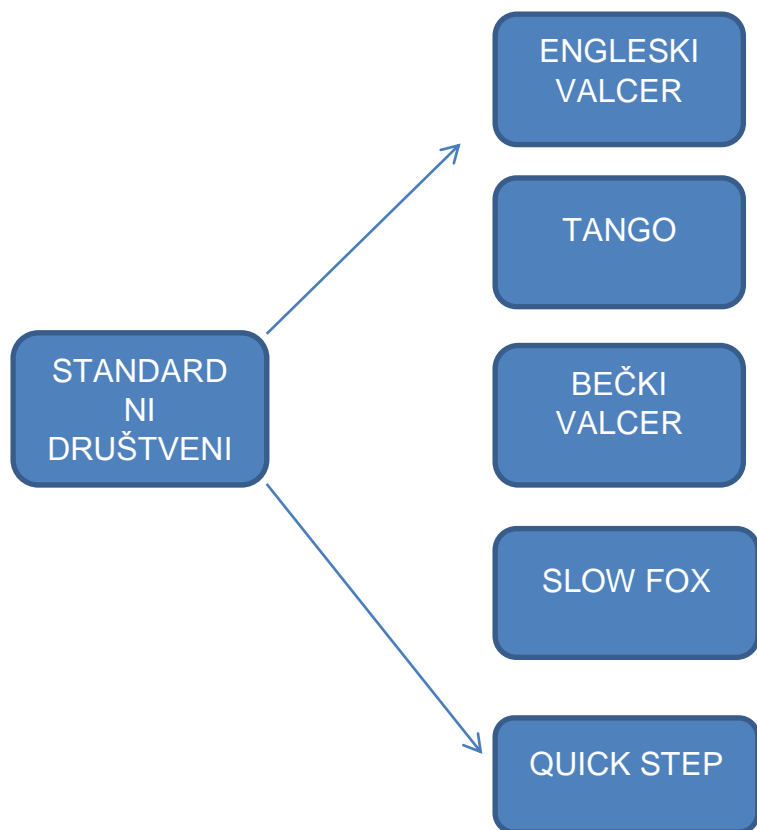 ENGLESKI
VALCER
TANGO
STANDARD
NI
DRUŠTVENI
BEČKI
VALCER
SLOW FOX
QUICK STEP